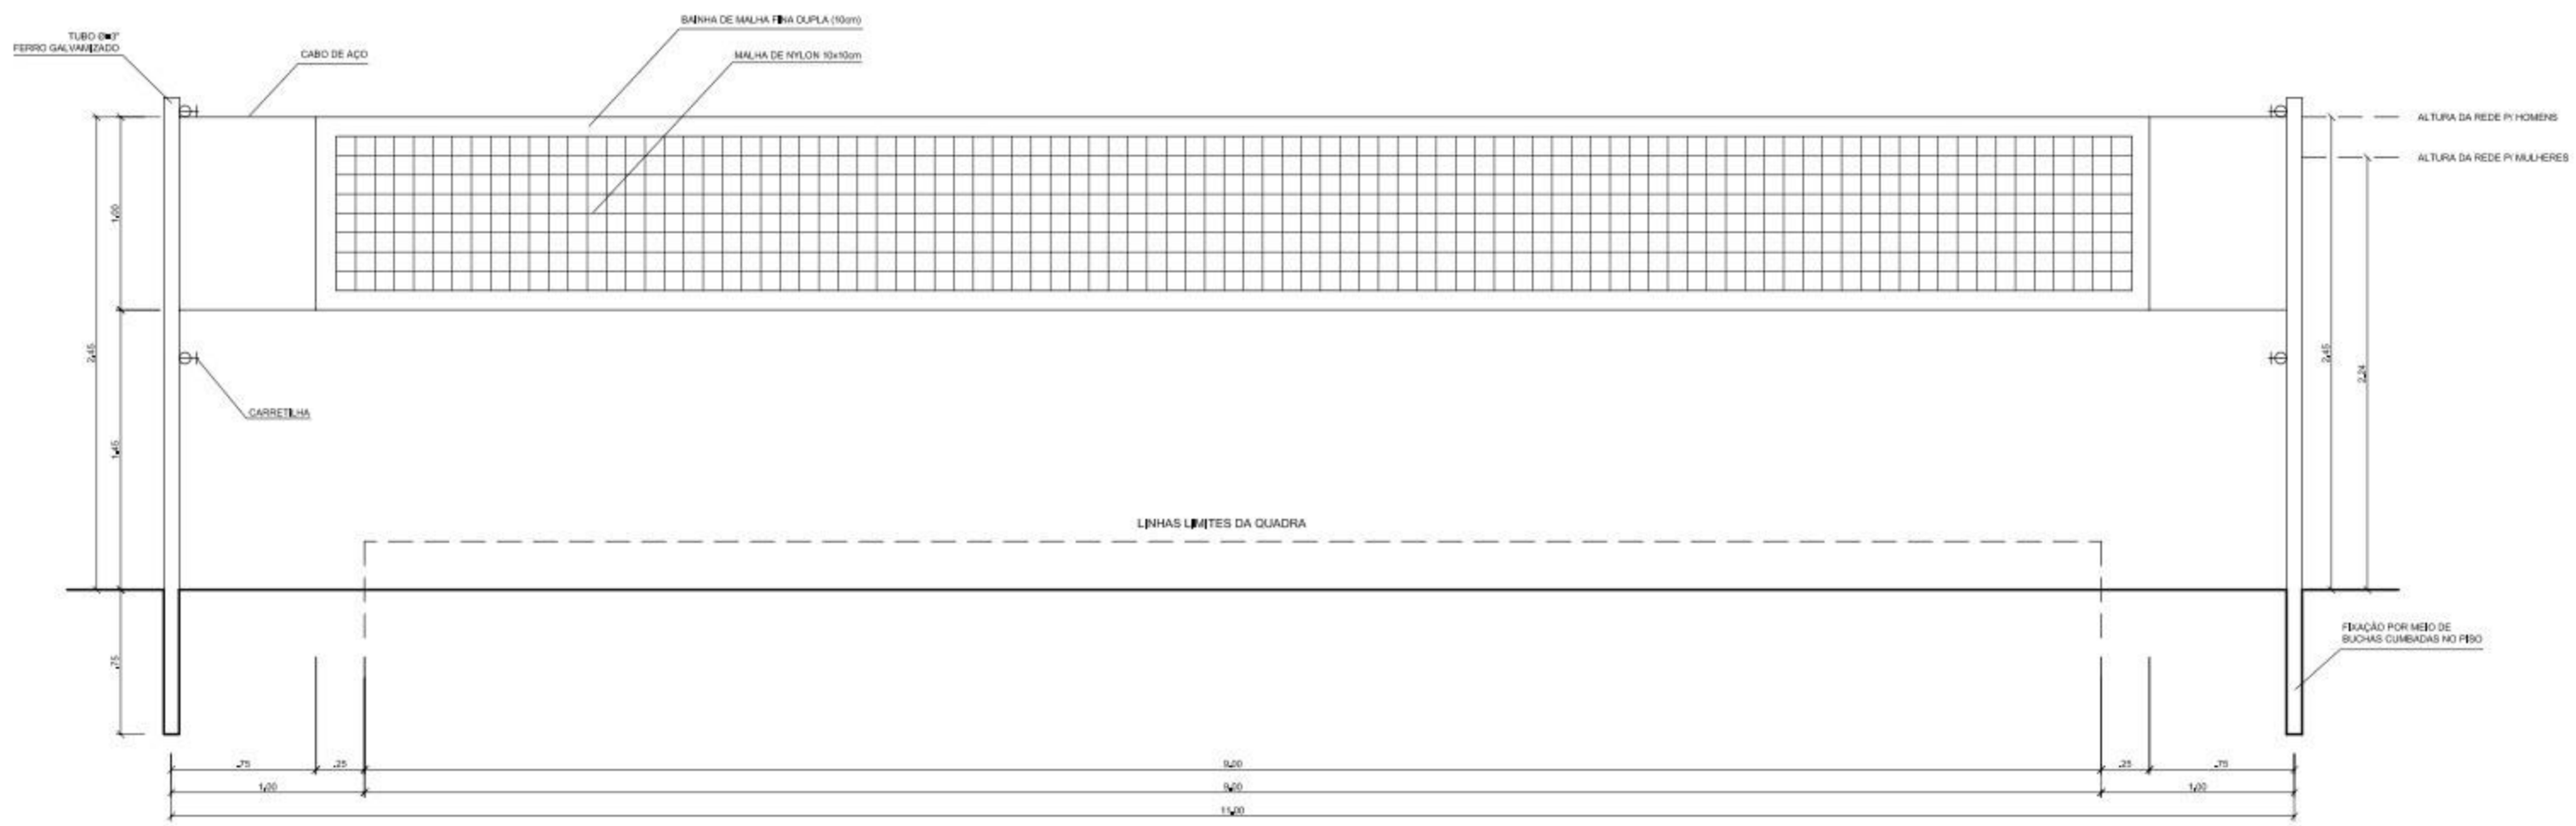 BAINHA DE MALHA FINA DUPLA (10cm)
TUBO Ø=3"
FERRO GALVAMIZADO
CABO DE AÇO
MALHA DE NYLON 10x10cm
ALTURA DA REDE P/ HOMENS
ALTURA DA REDE P/ MULHERES
1,00
2,45
2,45
2,24
CARRETILHA
1,45
LINHAS LIMITES DA QUADRA
FIXAÇÃO POR MEIO DE
BUCHAS CUMBADAS NO PISO
,75
,75
,25
9,00
,25
,75
1,00
9,00
1,00
11,00